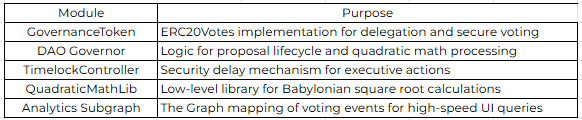 Module Purpose
GovernanceToken ERC20Votes implementation for delegation and secure voting
DAO Governor Logic for proposal lifecycle and quadratic math processing
TimelockController Security delay mechanism for executive actions
QuadraticMathLib Low-level library for Babylonian square root calculations
Analytics Subgraph The Graph mapping of voting events for high-speed UI queries